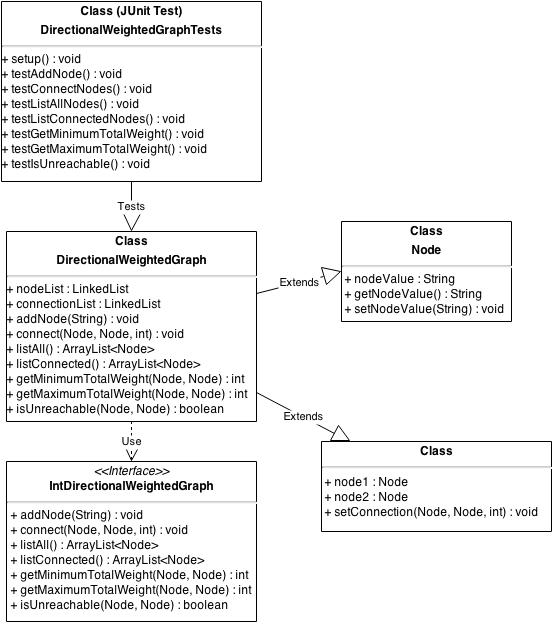 Class (JUnit Test)
DirectionalWeightedGraphTests
+ setup() : void
+ testAddNode() : void
+ testConnectNodes() : void
+ testListAllNodes() : void
+ testListConnectedNodes() : void
+ testGetMinimumTotalWeight() : void
+ testGetMaximumTotalWeight() : void
+ testIsUnreachable() : void
Tests
Class
DirectionalWeightedGraph
+ nodeList : LinkedList
+ connectionList : LinkedList
+ addNode(String) : void
+ connect(Node, Node, int) : void
+ listAll() : ArrayList<Node>
+ listConnected() : ArrayList<Node>
+ getMinimumTotalWeight(Node, Node) : int
+ getMaximumTotalWeight(Node, Node) : int
+ isUnreachable(Node, Node) : boolean
Extends
Class
Node
+ nodeValue : String
+ getNodeValue() : String
+ setNodeValue(String) : void
Extends
Class
+ node1 : Node
+ node2 : Node
+ setConnection(Node, Node, int) : void
Use
<<Interface>>
IntDirectionalWeightedGraph
+ addNode(String) : void
+ connect(Node, Node, int) : void
+ listAll() : ArrayList<Node>
+ listConnected() : ArrayList<Node>
+ getMinimumTotalWeight(Node, Node) : int
+ getMaximumTotalWeight(Node, Node) : int
+ isUnreachable(Node, Node) : boolean